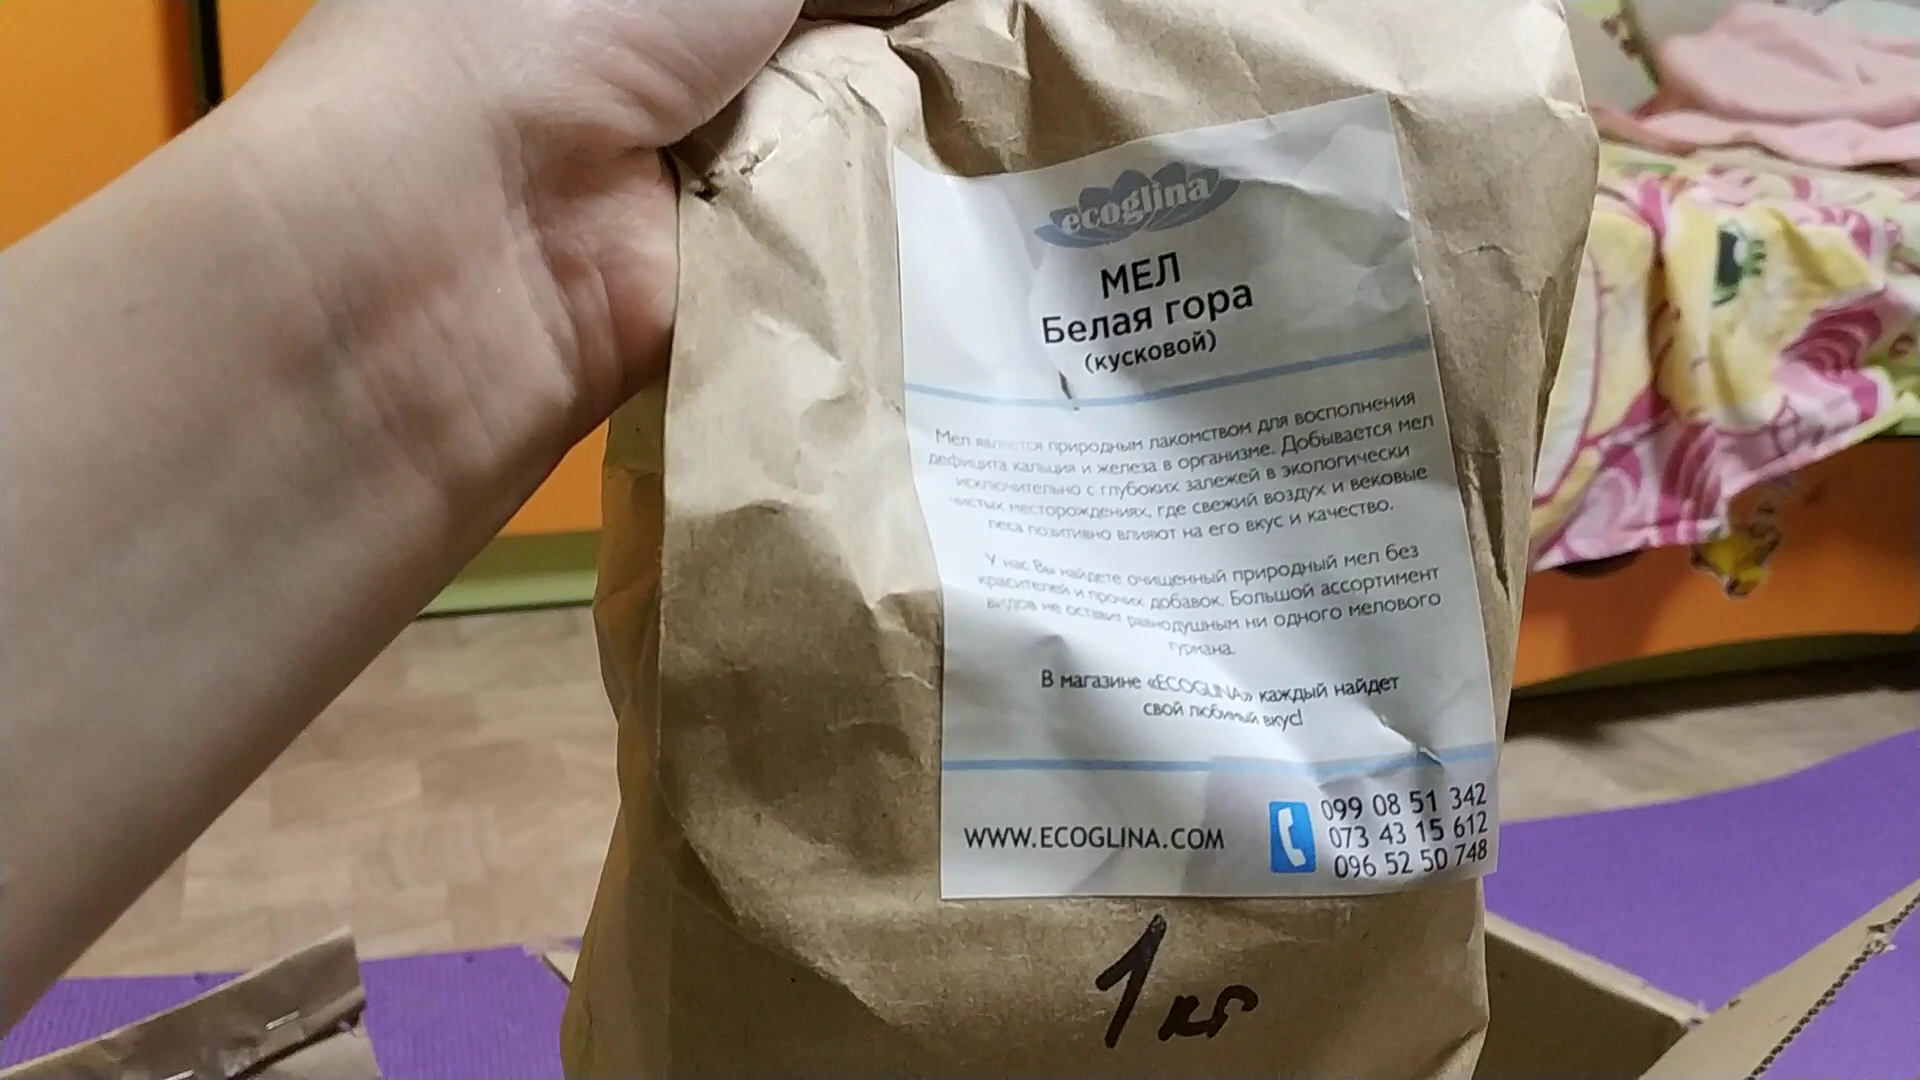 ecoglina
МЕЛ
Белая гора
(кусковой)
Мел является природным лакомством для восполнения
дефицита кальция и железа в организме. Добывается мел
исключительно с глубоких залежей в экологически
чистых месторождениях, где свежий воздух и вековые
леса позитивно влияют на его вкус и качество.
У нас Вы найдете очищенный природный мел без
красителей и прочих добавок. Большой ассортимент
видов не оставит равнодушным ни одного мелового
гурмана.
В магазине «ECOGLINA» каждый найдет
свой любимый вкус!
WWW.ECOGLINA.COM
099 08 51 342
073 43 15 612
096 52 50 748
1 кг